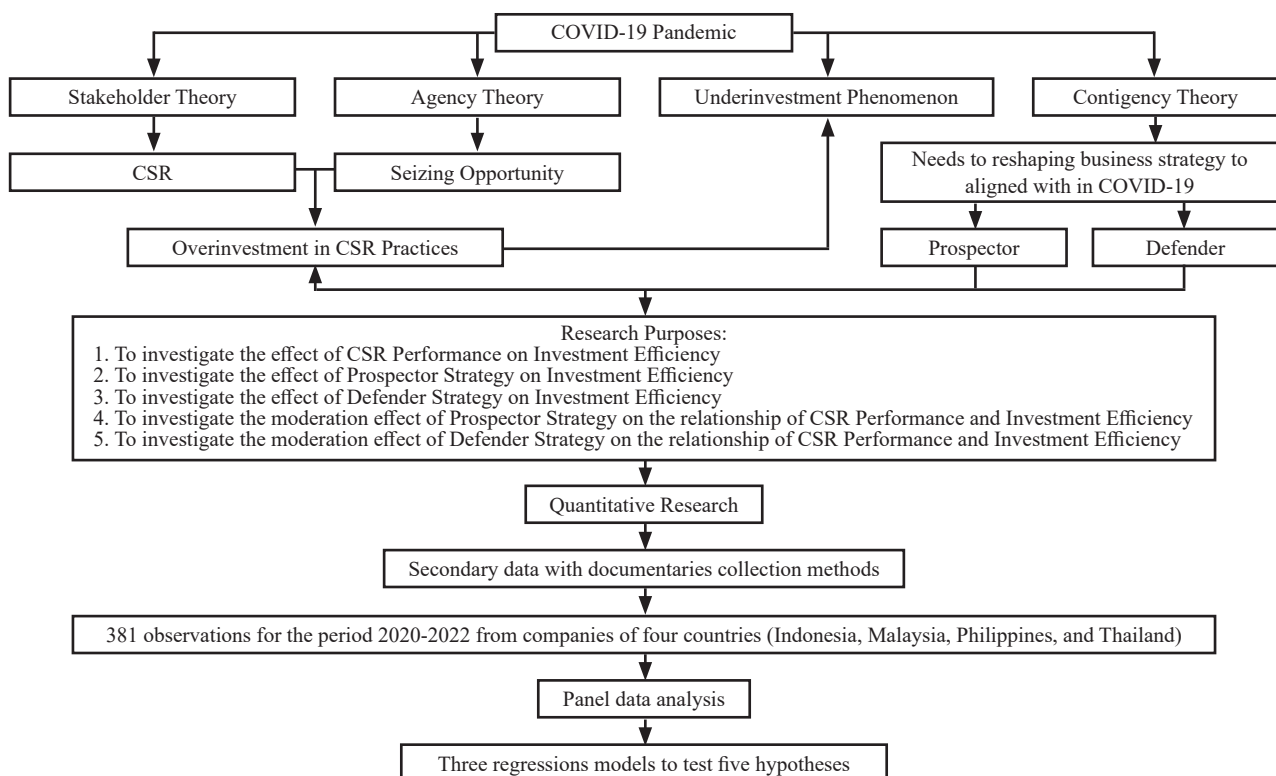 COVID-19 Pandemic
Stakeholder Theory
Agency Theory
Underinvestment Phenomenon
Contigency Theory
CSR
Seizing Opportunity
Needs to reshaping business strategy to
aligned with in COVID-19
Overinvestment in CSR Practices
Prospector
Defender
Research Purposes:
1. To investigate the effect of CSR Performance on Investment Efficiency
2. To investigate the effect of Prospector Strategy on Investment Efficiency
3. To investigate the effect of Defender Strategy on Investment Efficiency
4. To investigate the moderation effect of Prospector Strategy on the relationship of CSR Performance and Investment Efficiency
5. To investigate the moderation effect of Defender Strategy on the relationship of CSR Performance and Investment Efficiency
Quantitative Research
Secondary data with documentaries collection methods
381 observations for the period 2020-2022 from companies of four countries (Indonesia, Malaysia, Philippines, and Thailand)
Panel data analysis
Three regressions models to test five hypotheses